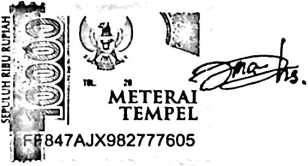 SEPULUH RIBU RUPIAH
10000
TGL. 20
METERAI
TEMPEL
FF847AJX982777605